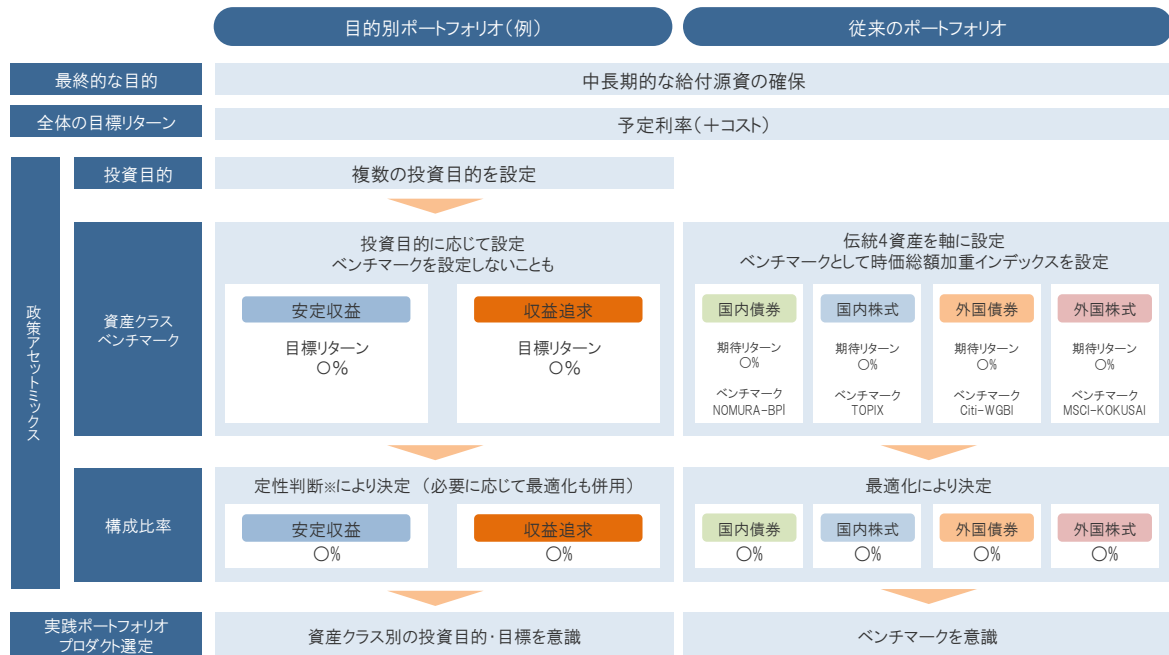 目的別ポートフォリオ(例)
従来のポートフォリオ
最終的な目的
中長期的な給付源資の確保
全体の目標リターン
予定利率(＋コスト)
政策アセットミックス
投資目的
複数の投資目的を設定
資産クラス
ベンチマーク
投資目的に応じて設定
ベンチマークを設定しないことも
安定収益
目標リターン
○%
収益追求
目標リターン
○%
伝統4資産を軸に設定
ベンチマークとして時価総額加重インデックスを設定
国内債券
期待リターン
○%
ベンチマーク
NOMURA-BPI
国内株式
期待リターン
○%
ベンチマーク
TOPIX
外国債券
期待リターン
○%
ベンチマーク
Citi-WGBI
外国株式
期待リターン
○%
ベンチマーク
MSCI-KOKUSAI
構成比率
定性判断※により決定 (必要に応じて最適化も併用)
安定収益
○%
収益追求
○%
最適化により決定
国内債券
○%
国内株式
○%
外国債券
○%
外国株式
○%
実践ポートフォリオ
プロダクト選定
資産クラス別の投資目的・目標を意識
ベンチマークを意識